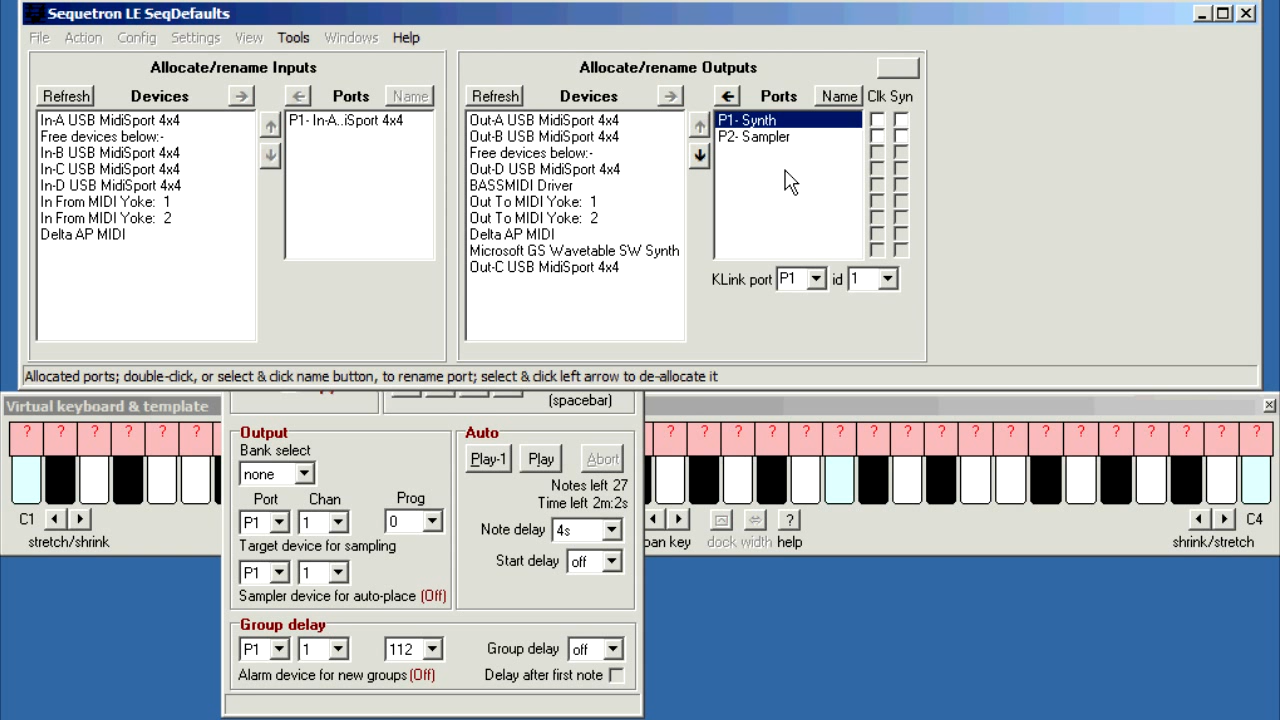 Sequetron LE SeqDefaults
File Action Config Settings View Tools Windows Help
Allocate/rename Inputs
Refresh Devices Ports Name
In-A USB MidiSport 4x4
Free devices below:-
In-B USB MidiSport 4x4
In-C USB MidiSport 4x4
In-D USB MidiSport 4x4
In From MIDI Yoke: 1
In From MIDI Yoke: 2
Delta AP MIDI
P1- In-A..iSport 4x4
Allocate/rename Outputs
Refresh Devices Ports Name Clk Syn
Out-A USB MidiSport 4x4
Out-B USB MidiSport 4x4
Free devices below:-
Out-D USB MidiSport 4x4
BASSMIDI Driver
Out To MIDI Yoke: 1
Out To MIDI Yoke: 2
Delta AP MIDI
Microsoft GS Wavetable SW Synth
Out-C USB MidiSport 4x4
P1- Synth
P2- Sampler
KLink port P1 id 1
Allocated ports; double-click, or select & click name button, to rename port; select & click left arrow to de-allocate it
Virtual keyboard & template
? ? ? ? ? ?
C1
stretch/shrink
(spacebar)
Output
Bank select
none
Port Chan Prog
P1 1 0
Target device for sampling
P1 1
Sampler device for auto-place (Off)
Auto
Play-1 Play Abort
Notes left 27
Time left 2m:2s
Note delay 4s
Start delay off
Group delay
P1 1 112 Group delay off
Alarm device for new groups (Off) Delay after first note
? ? ? ? ? ? ? ? ? ? ? ? ? ? ? ? ? ?
?
key dock width help
C4
shrink/stretch